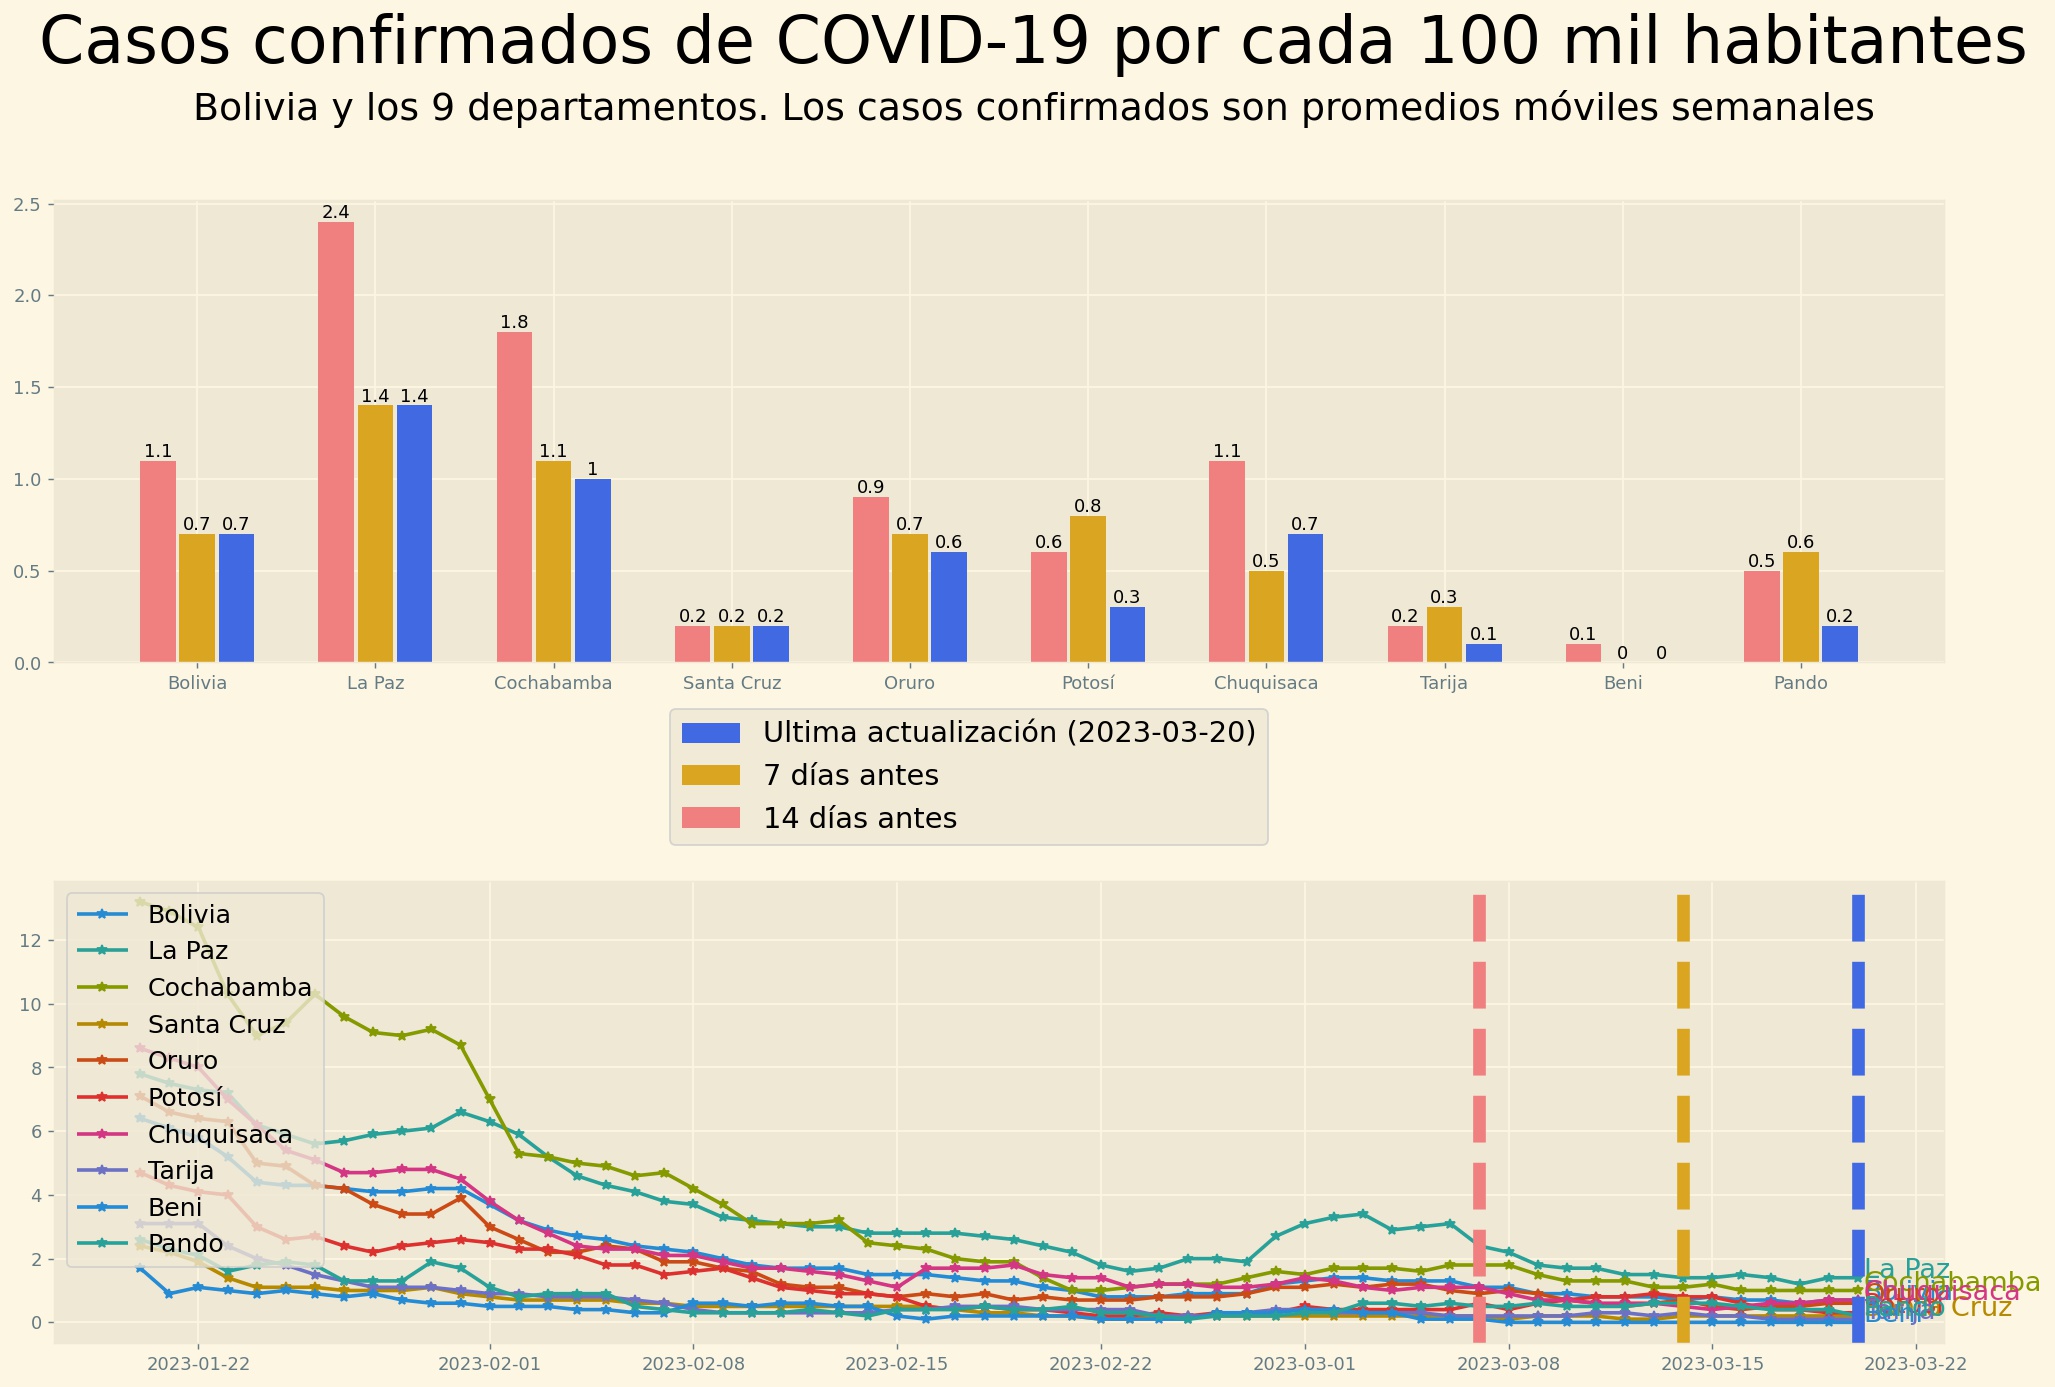 Casos confirmados de COVID-19 por cada 100 mil habitantes
Bolivia y los 9 departamentos. Los casos confirmados son promedios móviles semanales
2.5
2.0
1.5
1.0
0.5
0.0
1.1 0.7 0.7
2.4 1.4 1.4
1.8 1.1 1
0.2 0.2 0.2
0.9 0.7 0.6
0.6 0.8 0.3
1.1 0.5 0.7
0.2 0.3 0.1
0.1 0 0
0.5 0.6 0.2
Bolivia La Paz Cochabamba Santa Cruz Oruro Potosí Chuquisaca Tarija Beni Pando
Ultima actualización (2023-03-20)
7 días antes
14 días antes
12
10
8
6
4
2
0
Bolivia
La Paz
Cochabamba
Santa Cruz
Oruro
Potosí
Chuquisaca
Tarija
Beni
Pando
La Paz
Cochabamba
Chuquisaca
Cruz
Beni
2023-01-22 2023-02-01 2023-02-08 2023-02-15 2023-02-22 2023-03-01 2023-03-08 2023-03-15 2023-03-22